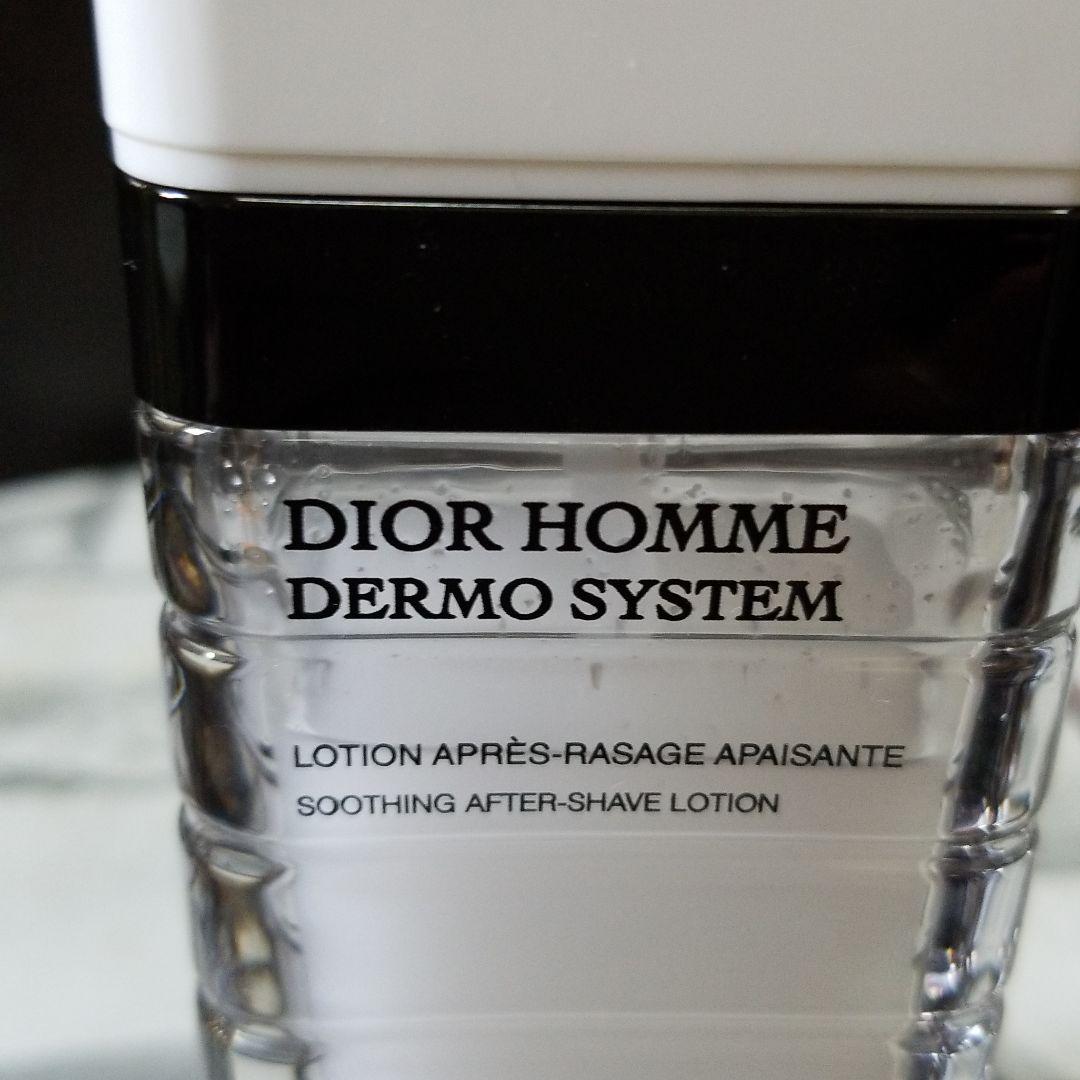 DIOR HOMME
DERMO SYSTEM
LOTION APRÈS-RASAGE APAISANTE
SOOTHING AFTER-SHAVE LOTION